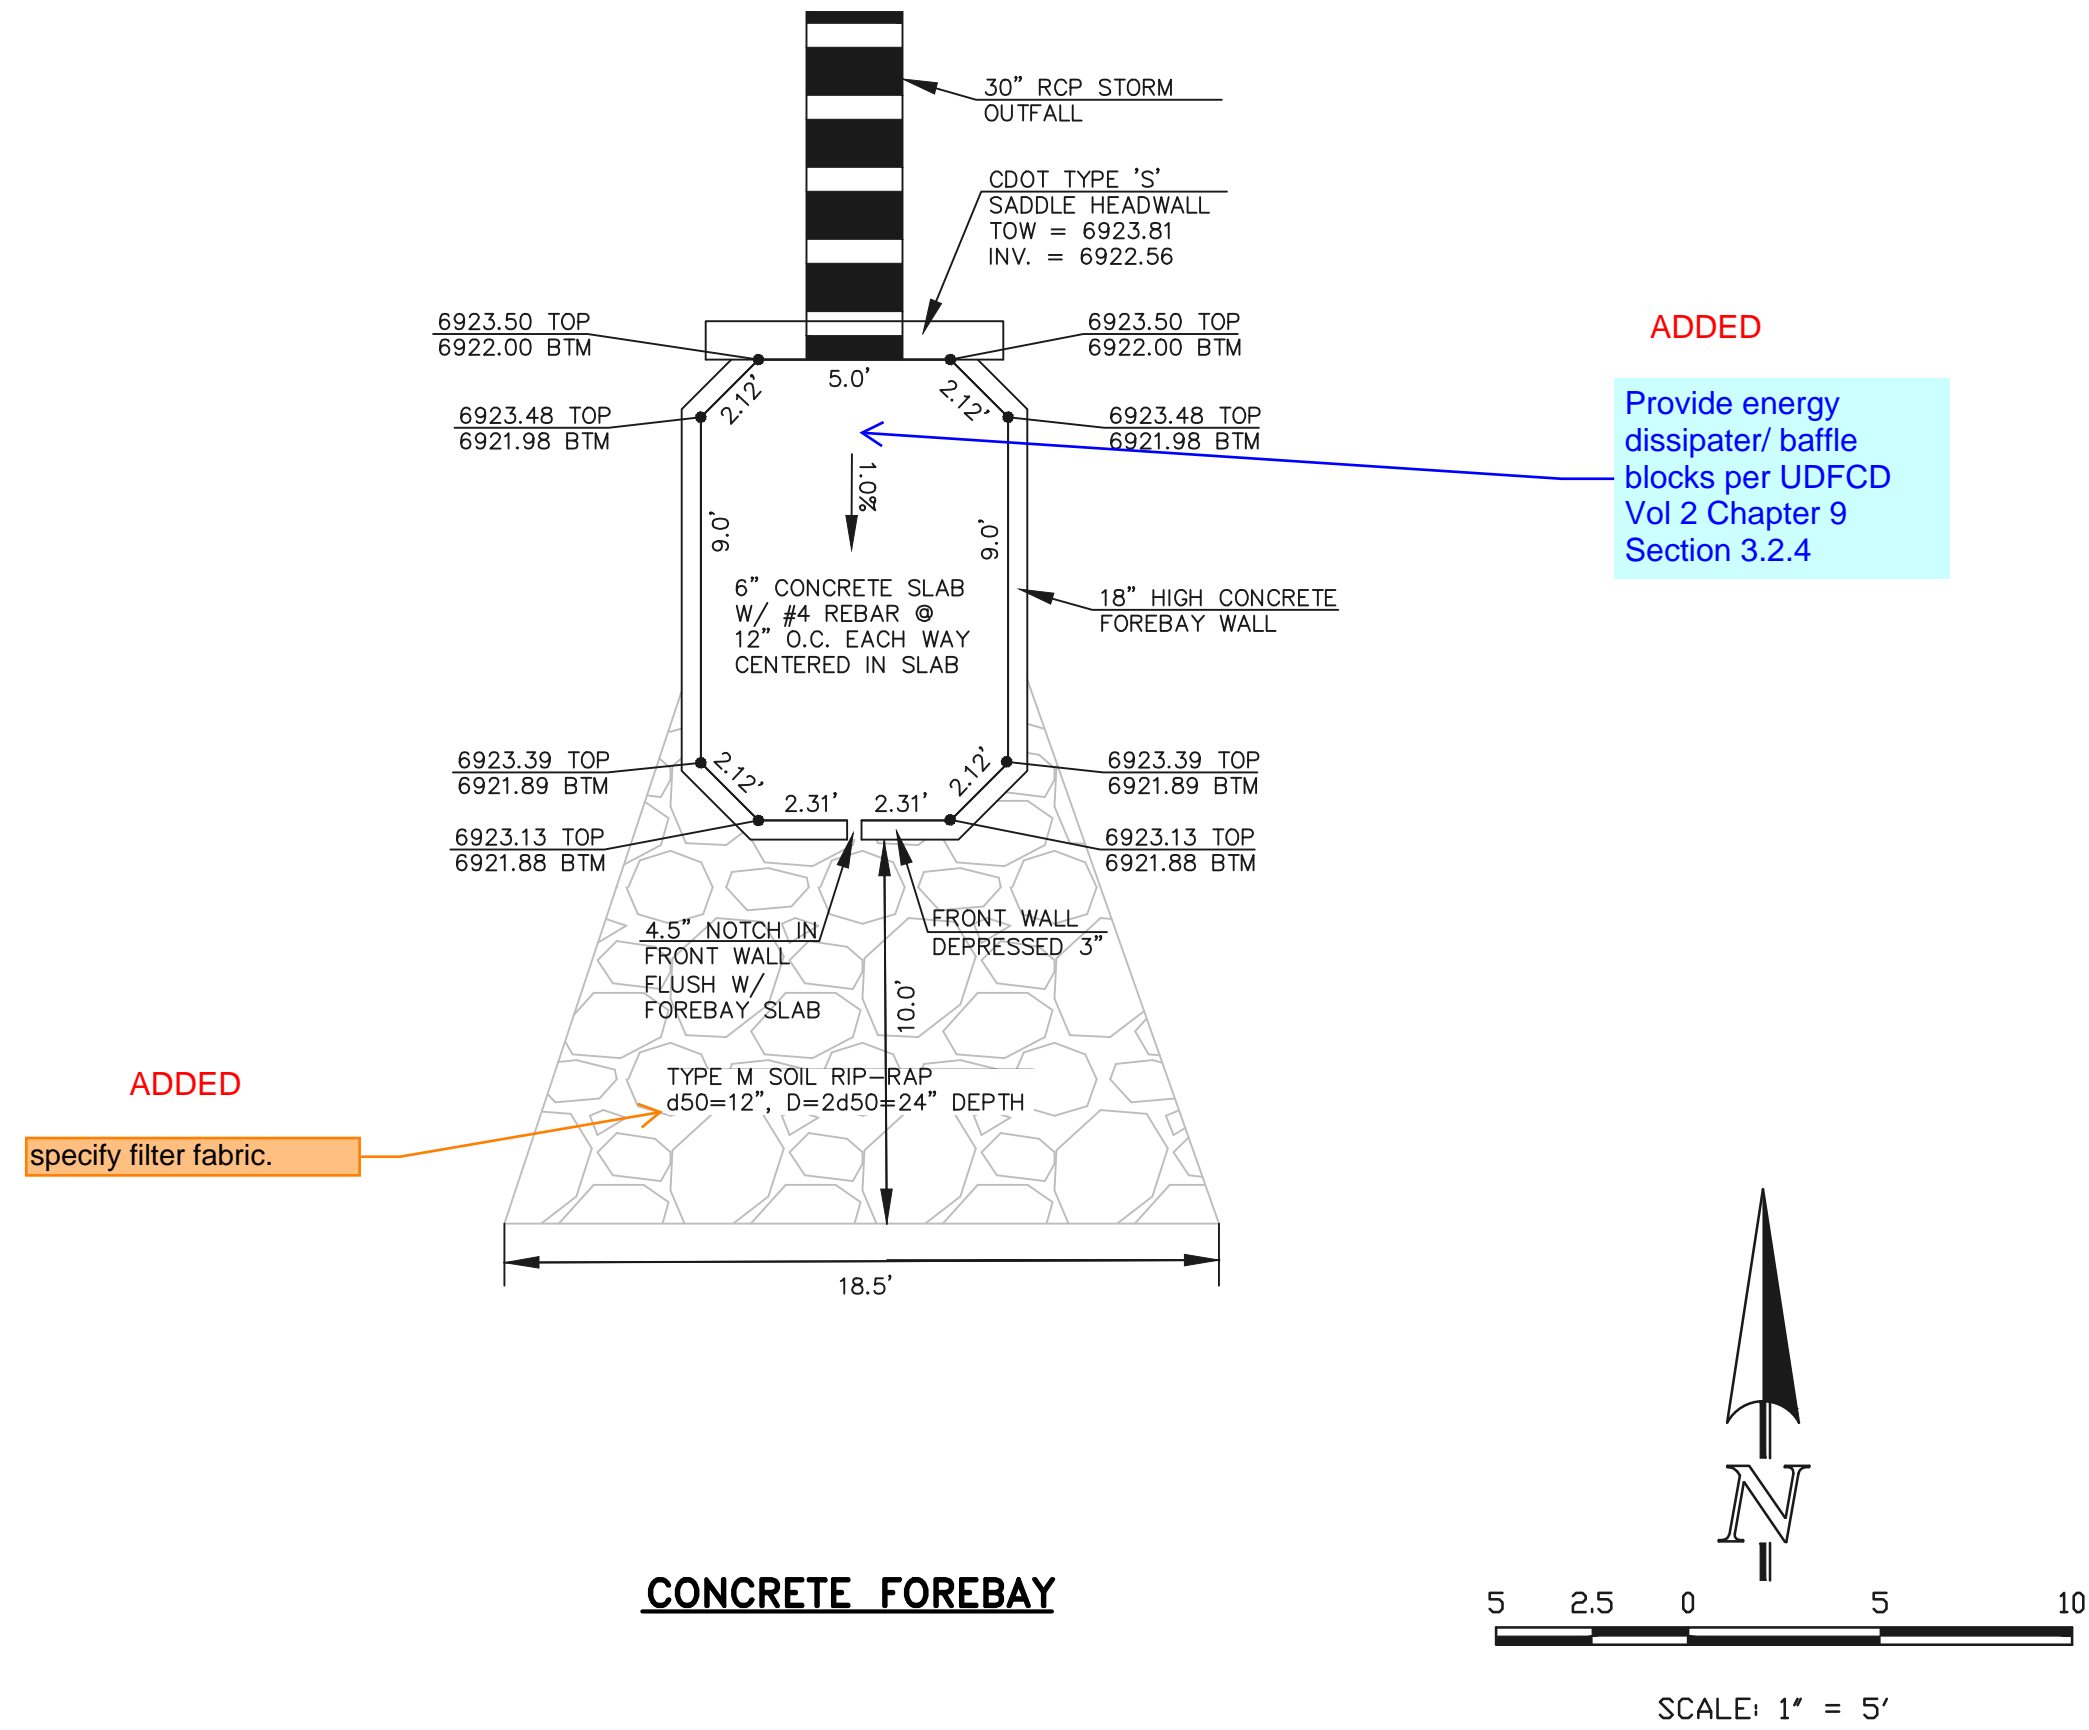 30” RCP STORM
OUTFALL
CDOT TYPE 'S'
SADDLE HEADWALL
TOW = 6923.81
INV. = 6922.56
6923.50 TOP
6922.00 BTM
6923.50 TOP
6922.00 BTM
ADDED
5.0'
2.12'
2.12'
6923.48 TOP
6921.98 BTM
6923.48 TOP
6921.98 BTM
Provide energy
dissipater/ baffle
blocks per UDFCD
Vol 2 Chapter 9
Section 3.2.4
1.0%
9.0'
9.0'
6” CONCRETE SLAB
W/ #4 REBAR @
12” O.C. EACH WAY
CENTERED IN SLAB
18” HIGH CONCRETE
FOREBAY WALL
6923.39 TOP
6921.89 BTM
2.12'
2.12'
6923.39 TOP
6921.89 BTM
2.31'
2.31'
6923.13 TOP
6921.88 BTM
6923.13 TOP
6921.88 BTM
4.5” NOTCH IN
FRONT WALL
FLUSH W/
FOREBAY SLAB
FRONT WALL
DEPRESSED 3”
10.0'
ADDED
specify filter fabric.
TYPE M SOIL RIP-RAP
d50=12”, D=2d50=24” DEPTH
18.5'
N
CONCRETE FOREBAY
5 2.5 0 5 10
SCALE: 1" = 5'